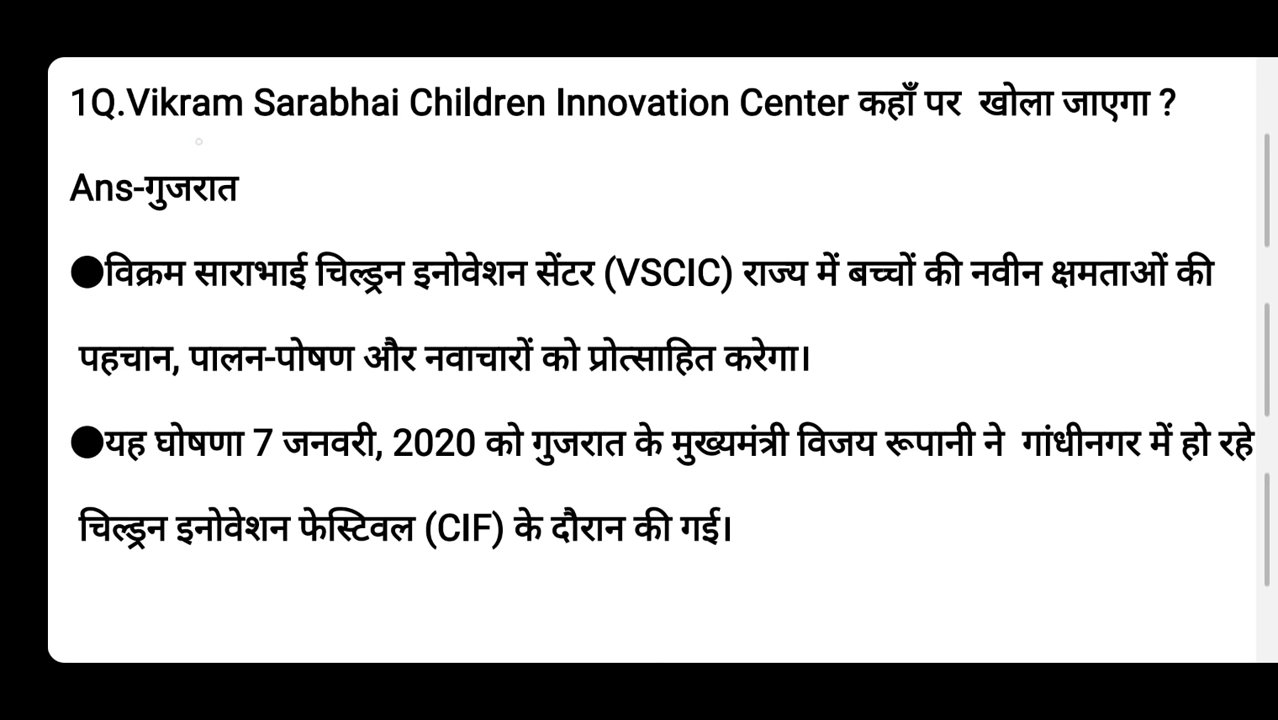 1Q.Vikram Sarabhai Children Innovation Center कहाँ पर खोला जाएगा ?
Ans-गुजरात
●विक्रम साराभाई चिल्ड्रन इनोवेशन सेंटर (VSCIC) राज्य में बच्चों की नवीन क्षमताओं की
पहचान, पालन-पोषण और नवाचारों को प्रोत्साहित करेगा।
●यह घोषणा 7 जनवरी, 2020 को गुजरात के मुख्यमंत्री विजय रूपानी ने गांधीनगर में हो रहे
चिल्ड्रन इनोवेशन फेस्टिवल (CIF) के दौरान की गई।